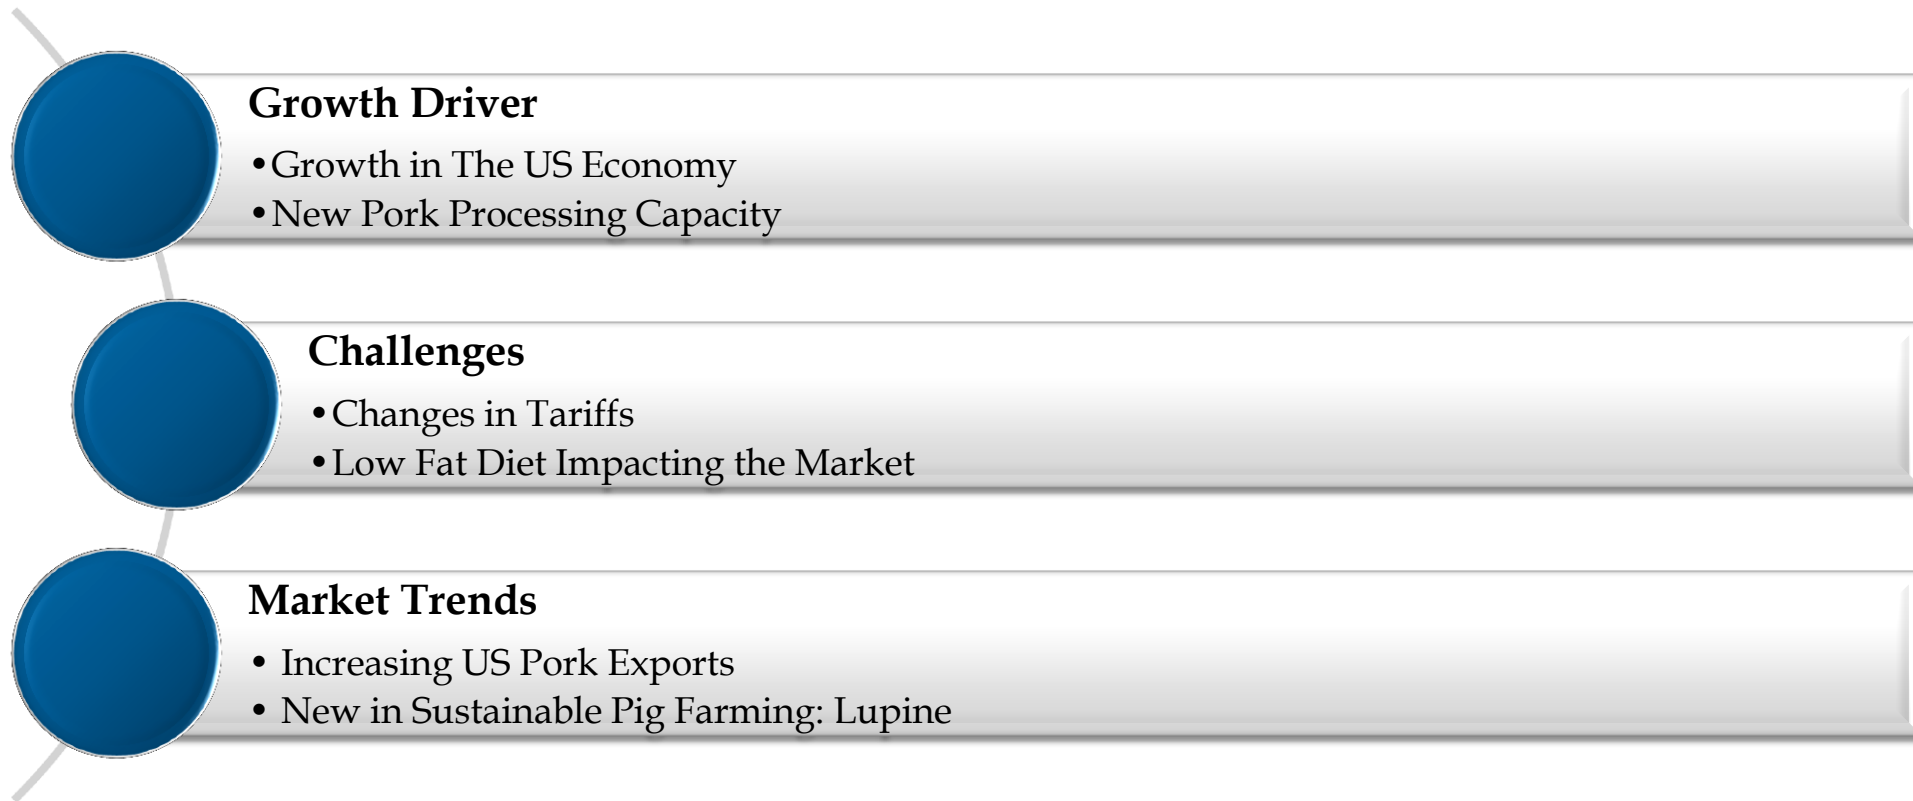 Growth Driver
•Growth in The US Economy
•New Pork Processing Capacity
Challenges
•Changes in Tariffs
•Low Fat Diet Impacting the Market
Market Trends
• Increasing US Pork Exports
• New in Sustainable Pig Farming: Lupine